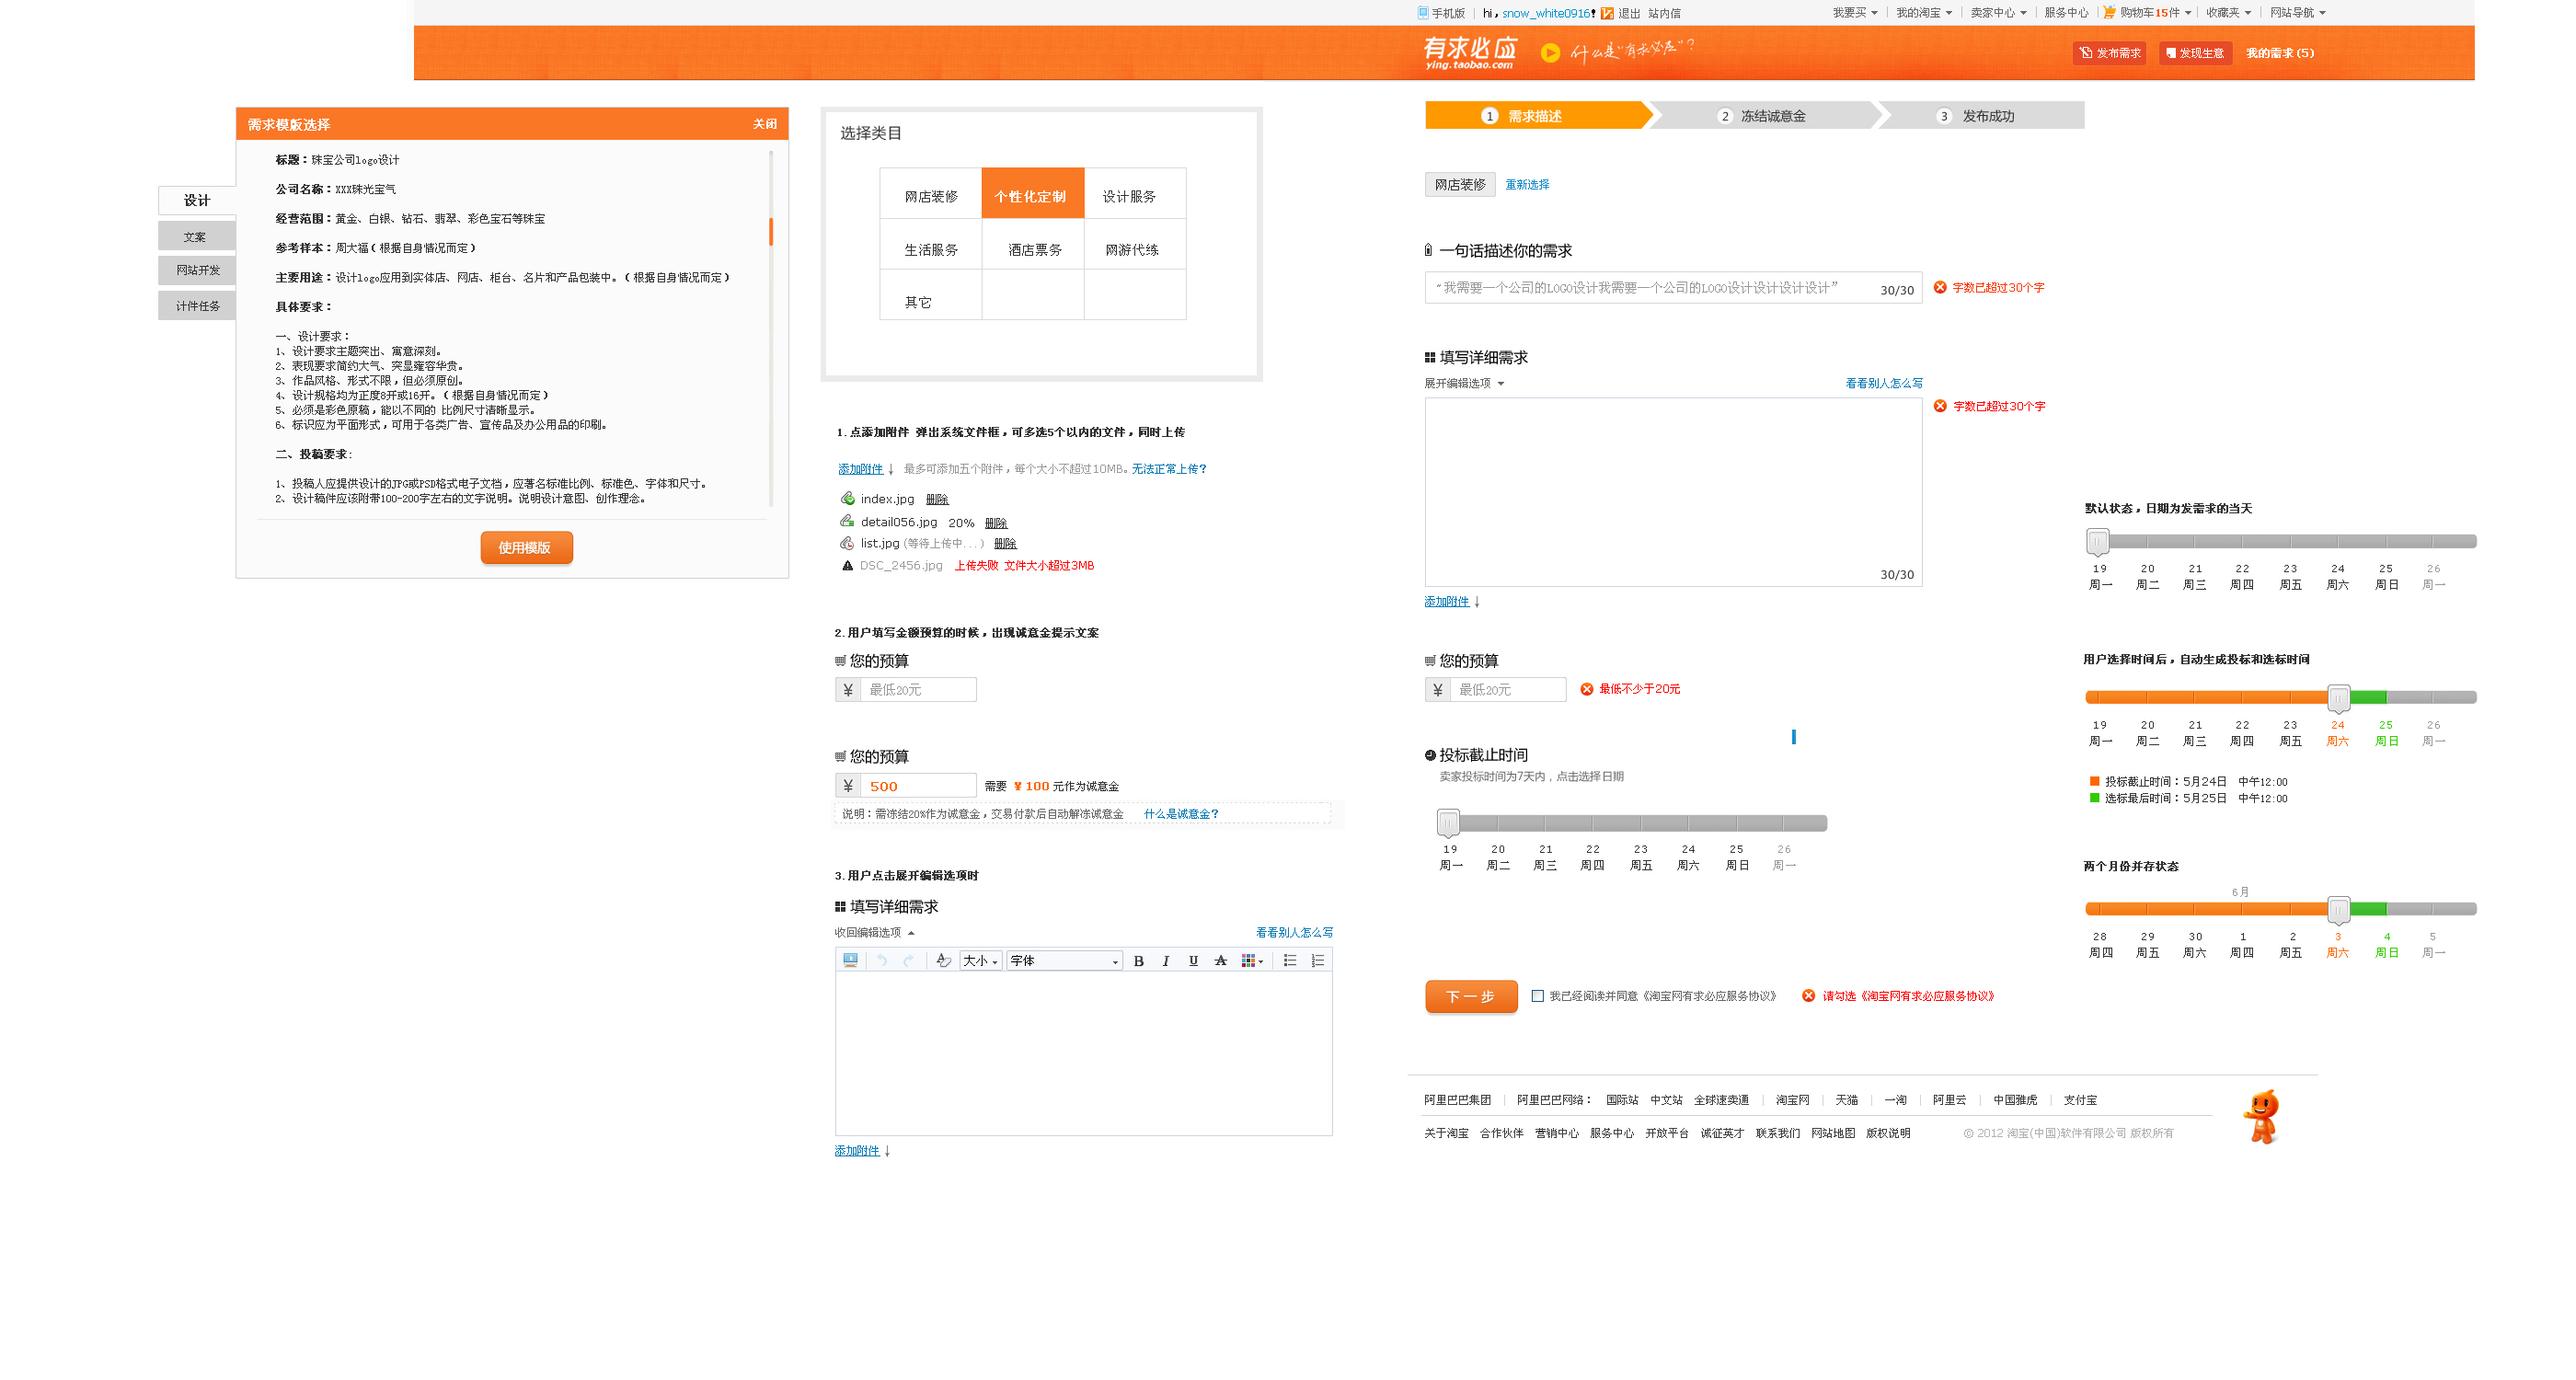 手机版 hi，snow_white0916! 退出 站内信 我要买 我的淘宝 卖家中心 服务中心 购物车15件 收藏夹 网站导航
有求必应
ying.taobao.com
什么是"有求必应"?
发布需求 发现生意 我的需求(5)
需求模版选择 关闭
设计
文案
网站开发
计件任务
标题：珠宝公司logo设计
公司名称：XXX珠光宝气
经营范围：黄金、白银、钻石、翡翠、彩色宝石等珠宝
参考样本：周大福（根据自身情况而定）
主要用途：设计logo应用到实体店、网店、柜台、名片和产品包装中。（根据自身情况而定）
具体要求：
一、设计要求：
1、设计要求主题突出、寓意深刻。
2、表现要求简约大气、突显雍容华贵。
3、作品风格、形式不限，但必须原创。
4、设计规格均为正度8开或16开。（根据自身情况而定）
5、必须是彩色原稿，能以不同的 比例尺寸清晰显示。
6、标识应为平面形式，可用于各类广告、宣传品及办公用品的印刷。
二、投稿要求：
1、投稿人应提供设计的JPG或PSD格式电子文档，应著名标准比例、标准色、字体和尺寸。
2、设计稿件应该附带100-200字左右的文字说明。说明设计意图、创作理念。
使用模版
选择类目
网店装修 个性化定制 设计服务
生活服务 酒店票务 网游代练
其它
1.点添加附件 弹出系统文件框，可多选5个以内的文件，同时上传
添加附件↓ 最多可添加五个附件，每个大小不超过10MB。无法正常上传?
index.jpg 删除
detail056.jpg 20% 删除
list.jpg (等待上传中...) 删除
DSC_2456.jpg 上传失败 文件大小超过3MB
2.用户填写金额预算的时候，出现诚意金提示文案
您的预算
¥ 最低20元
您的预算
¥ 500 需要 ¥ 100 元作为诚意金
说明：需冻结20%作为诚意金，交易付款后自动解冻诚意金 什么是诚意金?
3.用户点击展开编辑选项时
填写详细需求
收回编辑选项 看看别人怎么写
大小 字体 B I U A
添加附件↓
1 需求描述 2 冻结诚意金 3 发布成功
网店装修 重新选择
一句话描述你的需求
“我需要一个公司的LOGO设计我需要一个公司的LOGO设计设计设计设计” 30/30 字数已超过30个字
填写详细需求
展开编辑选项 看看别人怎么写
字数已超过30个字
30/30
添加附件↓
您的预算
¥ 最低20元 最低不少于20元
投标截止时间
卖家投标时间为7天内，点击选择日期
19 20 21 22 23 24 25 26
周一 周二 周三 周四 周五 周六 周日 周一
下一步 我已经阅读并同意《淘宝网有求必应服务协议》 请勾选《淘宝网有求必应服务协议》
默认状态，日期为发需求的当天
19 20 21 22 23 24 25 26
周一 周二 周三 周四 周五 周六 周日 周一
用户选择时间后，自动生成投标和选标时间
19 20 21 22 23 24 25 26
周一 周二 周三 周四 周五 周六 周日 周一
投标截止时间：5月24日 中午12:00
选标最后时间：5月25日 中午12:00
两个月份并存状态
6月
28 29 30 1 2 3 4 5
周四 周五 周六 周四 周五 周六 周日 周一
阿里巴巴集团 阿里巴巴网络： 国际站 中文站 全球速卖通 淘宝网 天猫 一淘 阿里云 中国雅虎 支付宝
关于淘宝 合作伙伴 营销中心 服务中心 开放平台 诚征英才 联系我们 网站地图 版权说明 © 2012 淘宝(中国)软件有限公司 版权所有